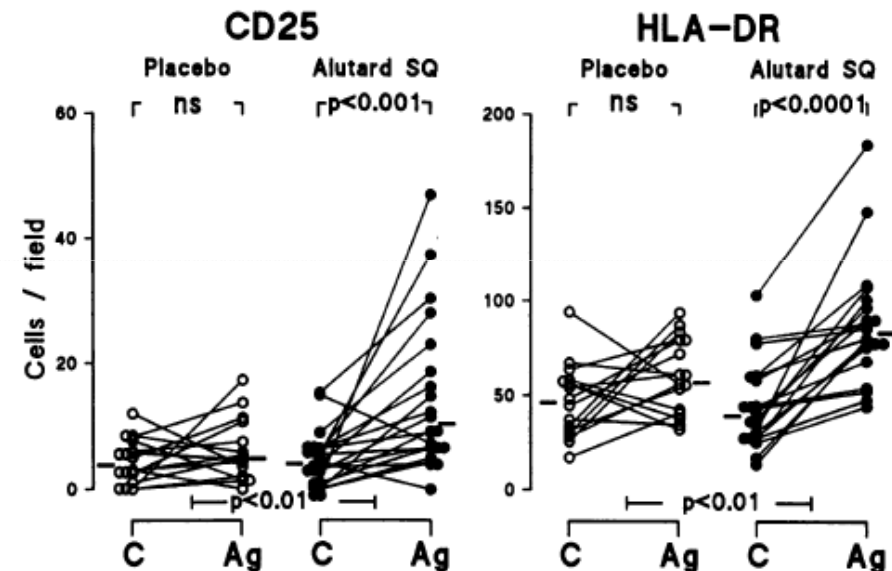 CD25 HLA-DR
Placebo Alutard SQ Placebo Alutard SQ
ns p<0.001 ns p<0.0001
60 200
150
40
100
20
50
0 0
Cells / field
p<0.01 p<0.01
C Ag C Ag C Ag C Ag